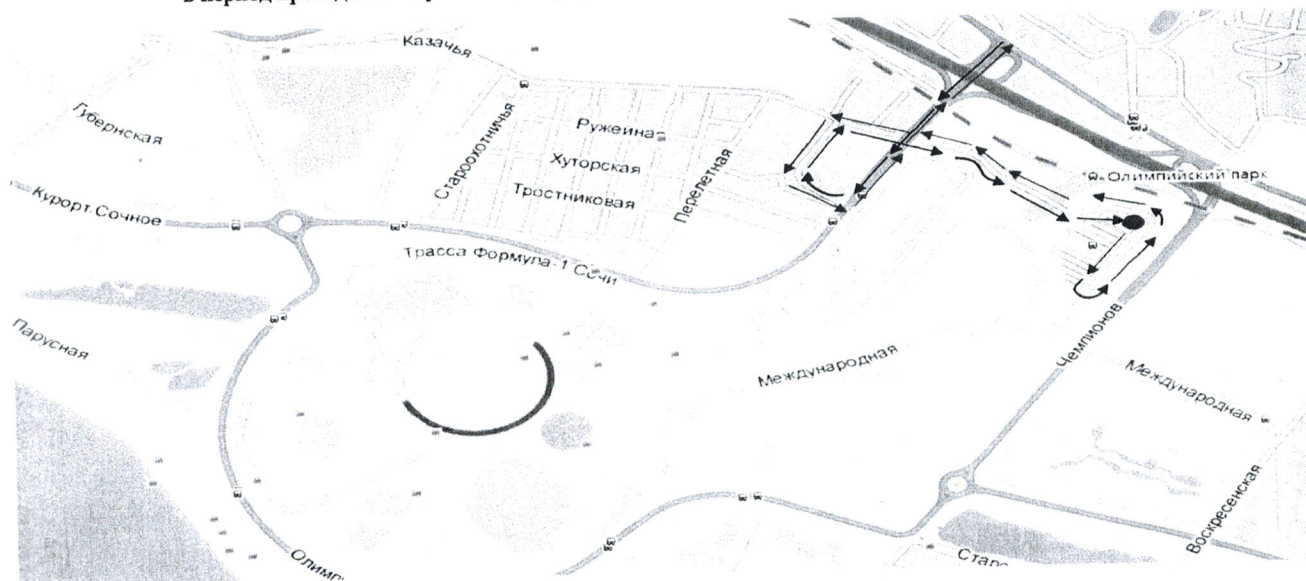 Казачья
Губернская
Староохотничья
Ружейная
Хуторская
Тростниковая
Перелетная
Олимпийский парк
Курорт Сочное
Трасса Формула-1 Сочи
Парусная
Международная
Чемпионов
Международная
Воскресенская